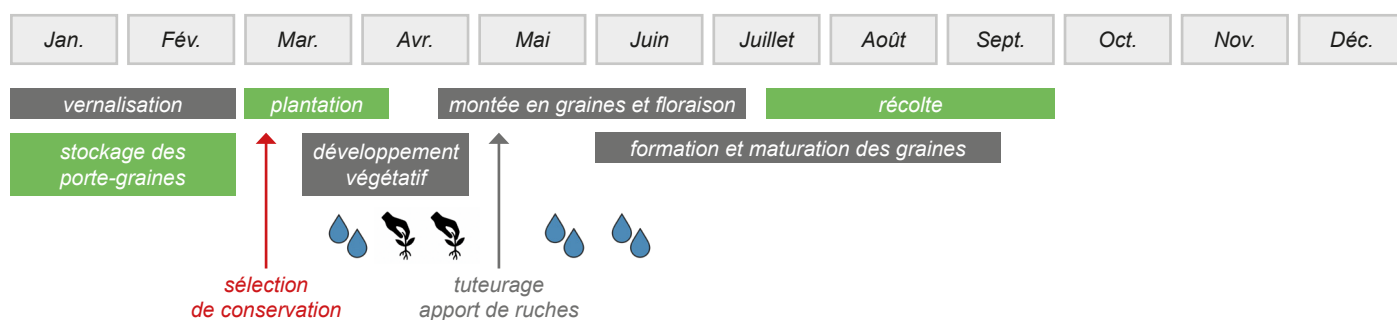 Jan. Fév. Mar. Avr. Mai Juin Juillet Août Sept. Oct. Nov. Déc.
vernalisation plantation montée en graines et floraison récolte
stockage des
porte-graines
développement
végétatif
formation et maturation des graines
sélection
de conservation
tuteurage
apport de ruches